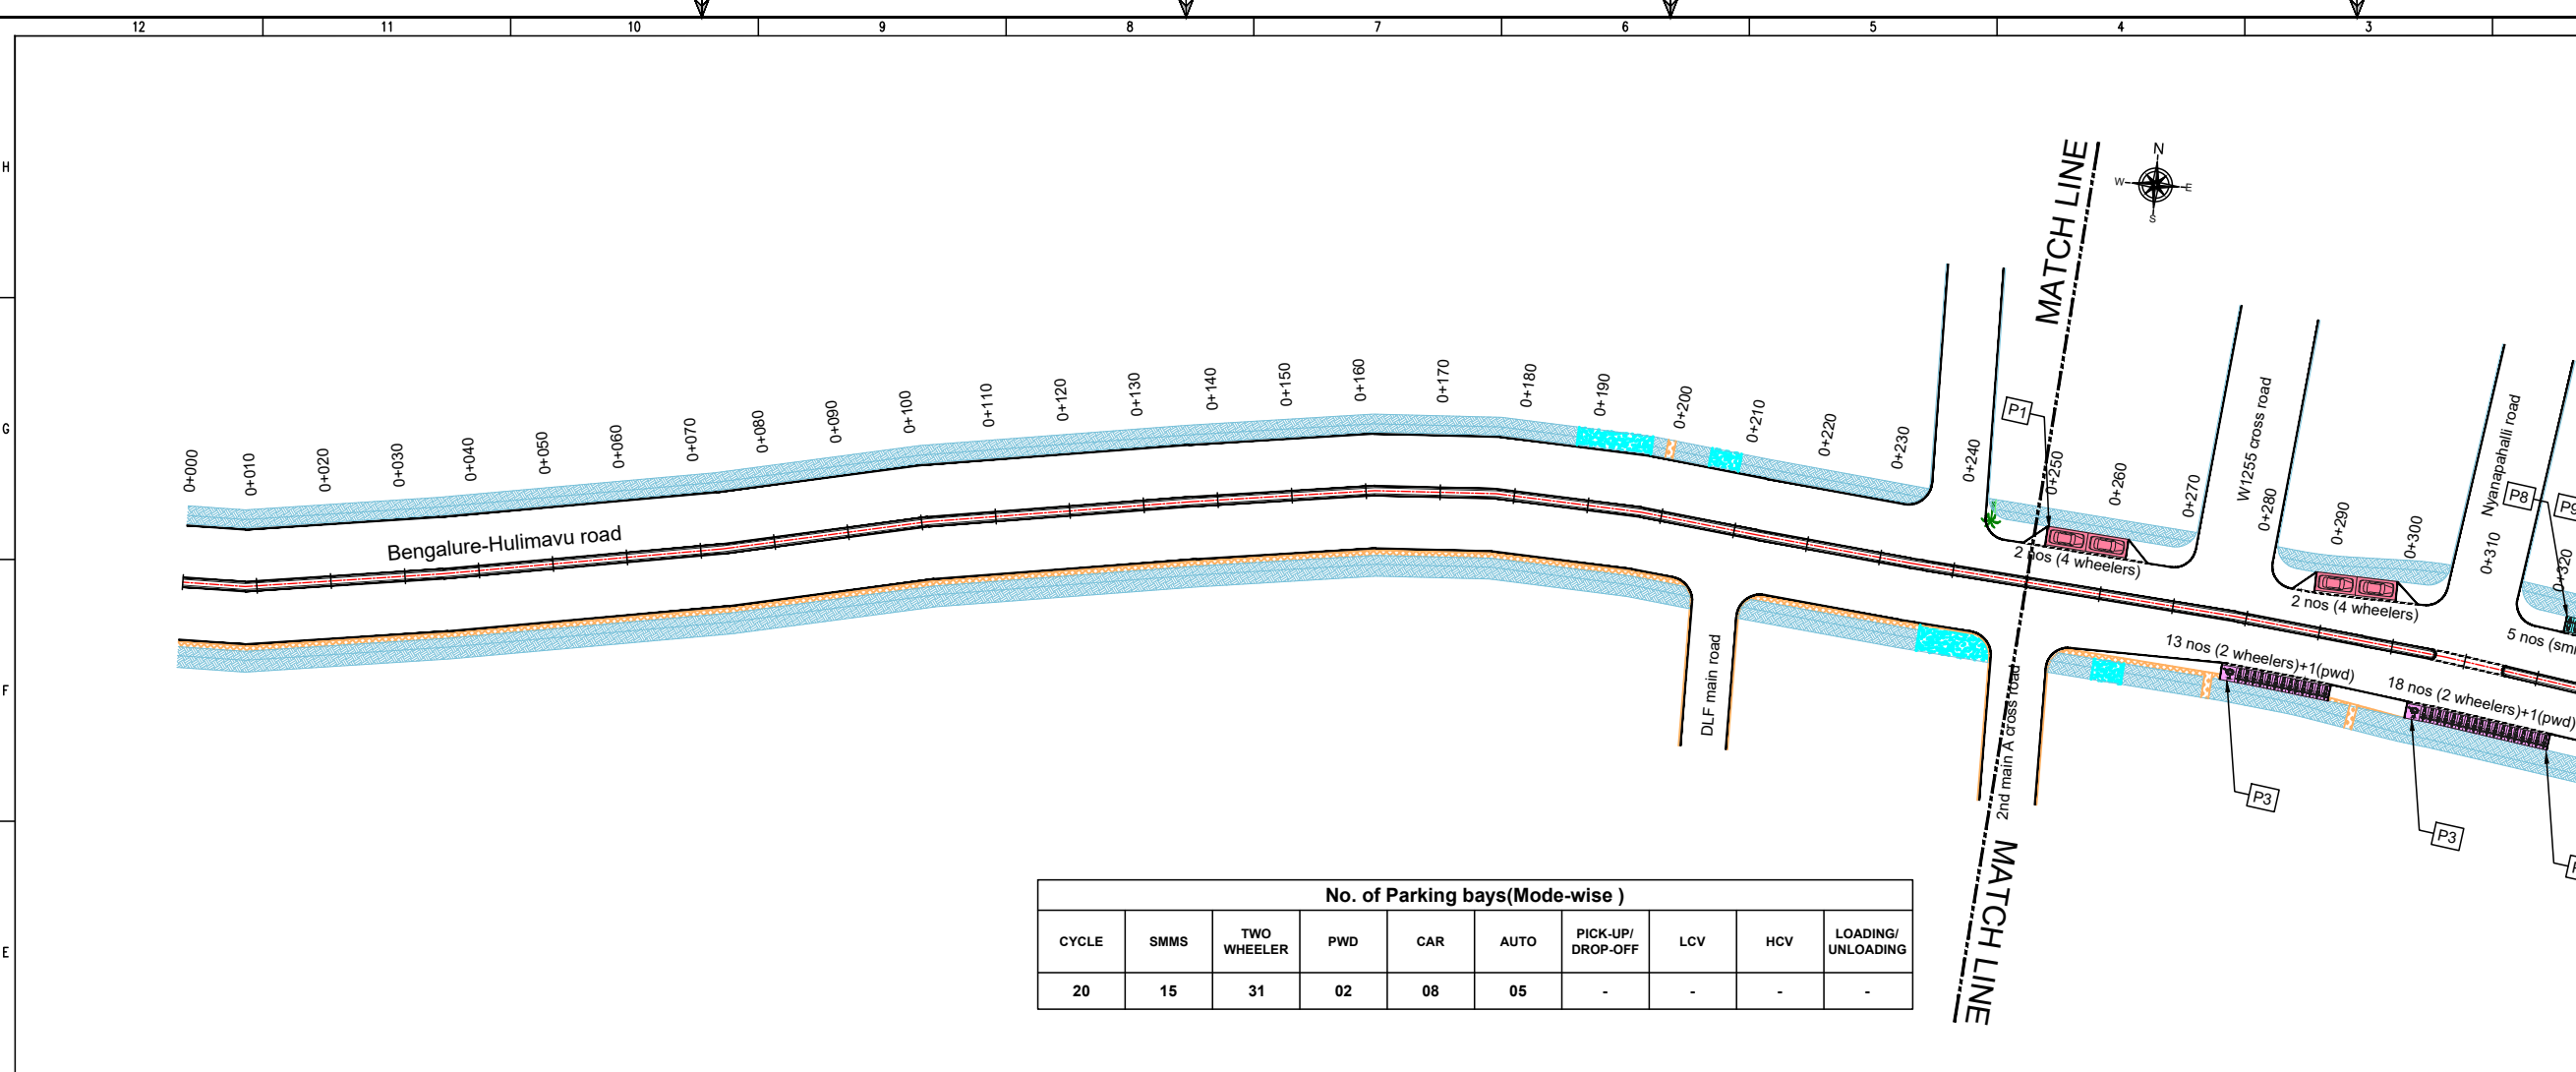 12 11 10 9 8 7 6 5 4 3
H
G
F
E
N
W E
S
MATCH LINE
0+000 0+010 0+020 0+030 0+040 0+050 0+060 0+070 0+080 0+090 0+100 0+110 0+120 0+130 0+140 0+150 0+160 0+170 0+180 0+190 0+200 0+210 0+220 0+230 0+240 0+250 0+260 0+270 0+280 0+290 0+300 0+310 0+320
Bengalure-Hulimavu road
P1
W1255 cross road
Nyanapahalli road
P8
2 nos (4 wheelers)
2 nos (4 wheelers)
13 nos (2 wheelers)+1(pwd)
18 nos (2 wheelers)+1(pwd)
DLF main road
2nd main A cross road
P3
P3
MATCH LINE
No. of Parking bays(Mode-wise )
CYCLE SMMS TWO WHEELER PWD CAR AUTO PICK-UP/ DROP-OFF LCV HCV LOADING/ UNLOADING
20 15 31 02 08 05 - - - -